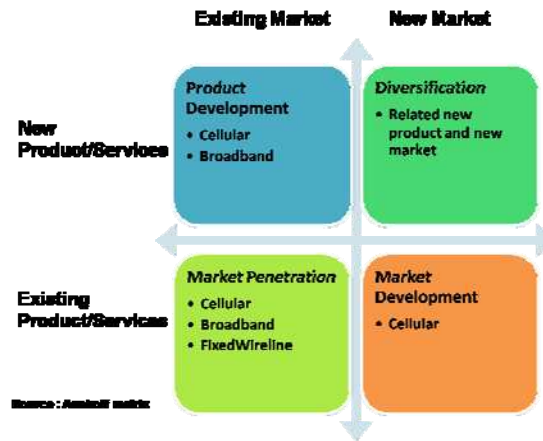 Existing Market
New Market
New
Product/Services
Product
Development
• Cellular
• Broadband
Diversification
• Related new
product and new
market
Existing
Product/Services
Market Penetration
• Cellular
• Broadband
• FixedWireline
Market
Development
• Cellular
Source : Ansoff matrix